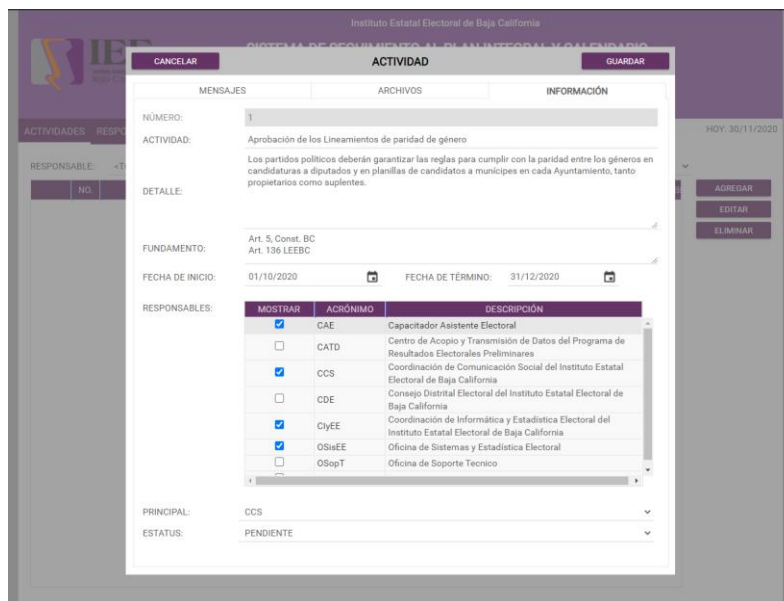 Instituto Estatal Electoral de Baja California
SISTEMA DE SEGUIMIENTO AL PLAN INTEGRAL Y CALENDARIO
IEE
ACTIVIDADES
HOY: 30/11/2020
RESPONSABLE:
NO.
AGREGAR
EDITAR
ELIMINAR
CANCELAR
ACTIVIDAD
GUARDAR
MENSAJES
ARCHIVOS
INFORMACIÓN
NÚMERO: 1
ACTIVIDAD: Aprobación de los Lineamientos de paridad de género
DETALLE:
Los partidos políticos deberán garantizar las reglas para cumplir con la paridad entre los géneros en
candidaturas a diputados y en planillas de candidatos a munícipes en cada Ayuntamiento, tanto
propietarios como suplentes.
FUNDAMENTO:
Art. 5, Const. BC
Art. 136 LEEBC
FECHA DE INICIO: 01/10/2020 FECHA DE TÉRMINO: 31/12/2020
RESPONSABLES:
MOSTRAR ACRÓNIMO DESCRIPCIÓN
CAE Capacitador Asistente Electoral
CATD Centro de Acopio y Transmisión de Datos del Programa de
Resultados Electorales Preliminares
CCS Coordinación de Comunicación Social del Instituto Estatal
Electoral de Baja California
CDE Consejo Distrital Electoral del Instituto Estatal Electoral de
Baja California
CIyEE Coordinación de Informática y Estadística Electoral del
Instituto Estatal Electoral de Baja California
OSisEE Oficina de Sistemas y Estadística Electoral
OSopT Oficina de Soporte Tecnico
PRINCIPAL: CCS
ESTATUS: PENDIENTE